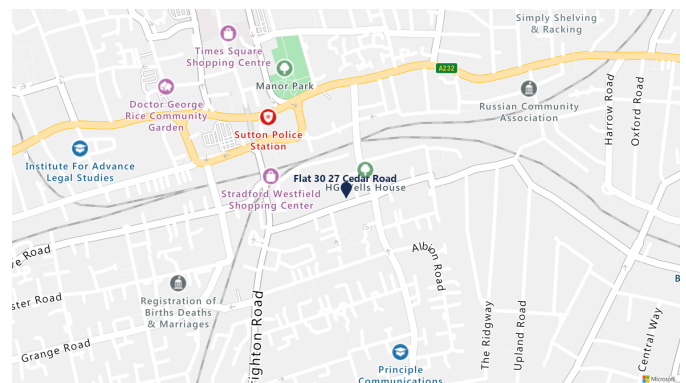 Simply Shelving
& Racking
Times Square
Shopping Centre
A232
Manor Park
Doctor George
Rice Community
Garden
Russian Community
Association
Harrow Road
Oxford Road
Sutton Police
Station
Institute For Advance
Legal Studies
Flat 30 27 Cedar Road
HG Wells House
Stradford Westfield
Shopping Center
Albion Road
ve Road
Registration of
Births Deaths
& Marriages
ster Road
Grange Road
ighton Road
The Ridgway
Upland Road
Central Way
B
Principle
Communications
Microsoft